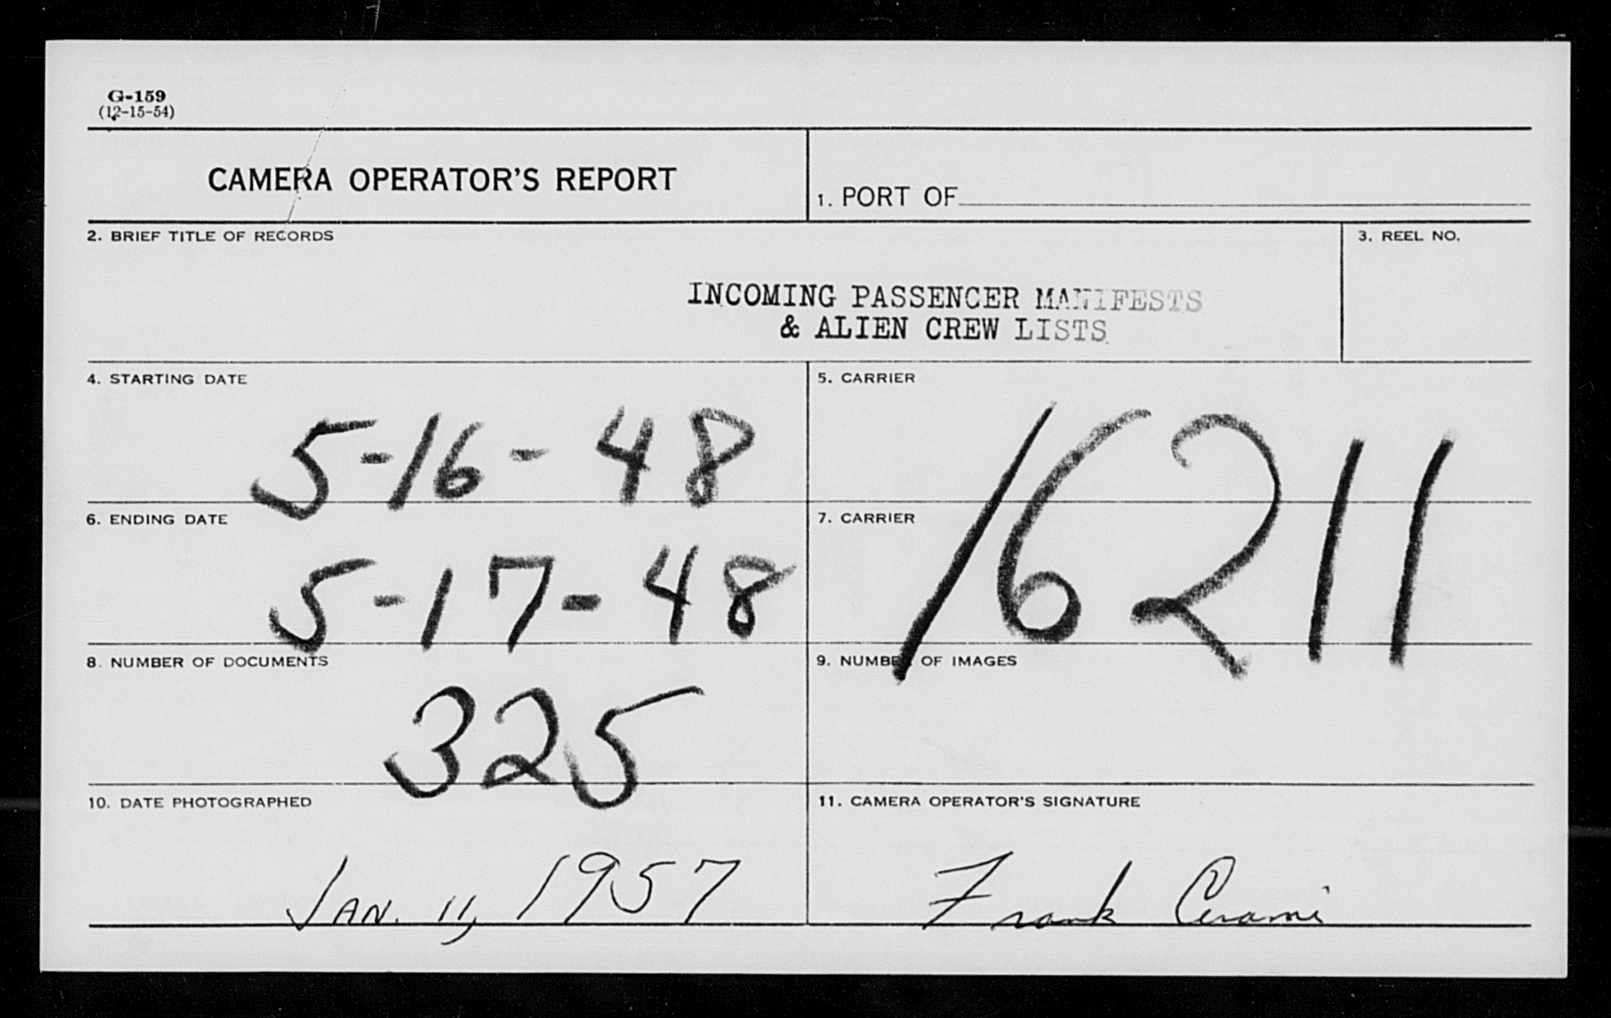 G-159
(12-15-54)
CAMERA OPERATOR'S REPORT
1. PORT OF
2. BRIEF TITLE OF RECORDS
3. REEL NO.
INCOMING PASSENGER MANIFESTS
& ALIEN CREW LISTS
4. STARTING DATE
5-16-48
5. CARRIER
16211
6. ENDING DATE
5-17-48
7. CARRIER
8. NUMBER OF DOCUMENTS
325
9. NUMBER OF IMAGES
10. DATE PHOTOGRAPHED
JAN. 11, 1957
11. CAMERA OPERATOR'S SIGNATURE
Frank Cerami